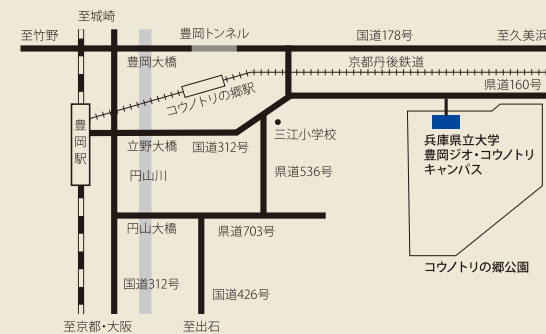 至城崎
至竹野
豊岡トンネル
国道178号
至久美浜
豊岡大橋
京都丹後鉄道
コウノトリの郷駅
県道160号
豊岡駅
立野大橋
国道312号
三江小学校
兵庫県立大学
豊岡ジオ・コウノトリ
キャンパス
円山川
県道536号
円山大橋
県道703号
コウノトリの郷公園
国道312号
国道426号
至京都・大阪
至出石